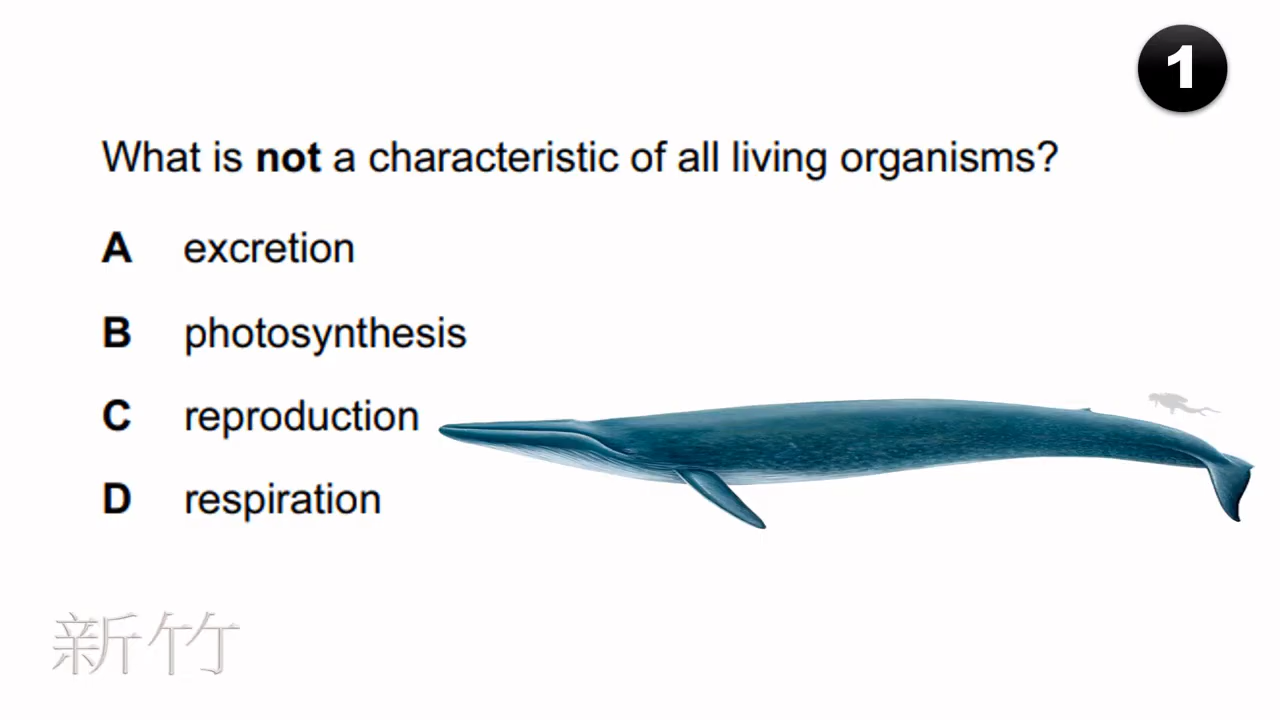 1
What is not a characteristic of all living organisms?
A excretion
B photosynthesis
C reproduction
D respiration
新竹